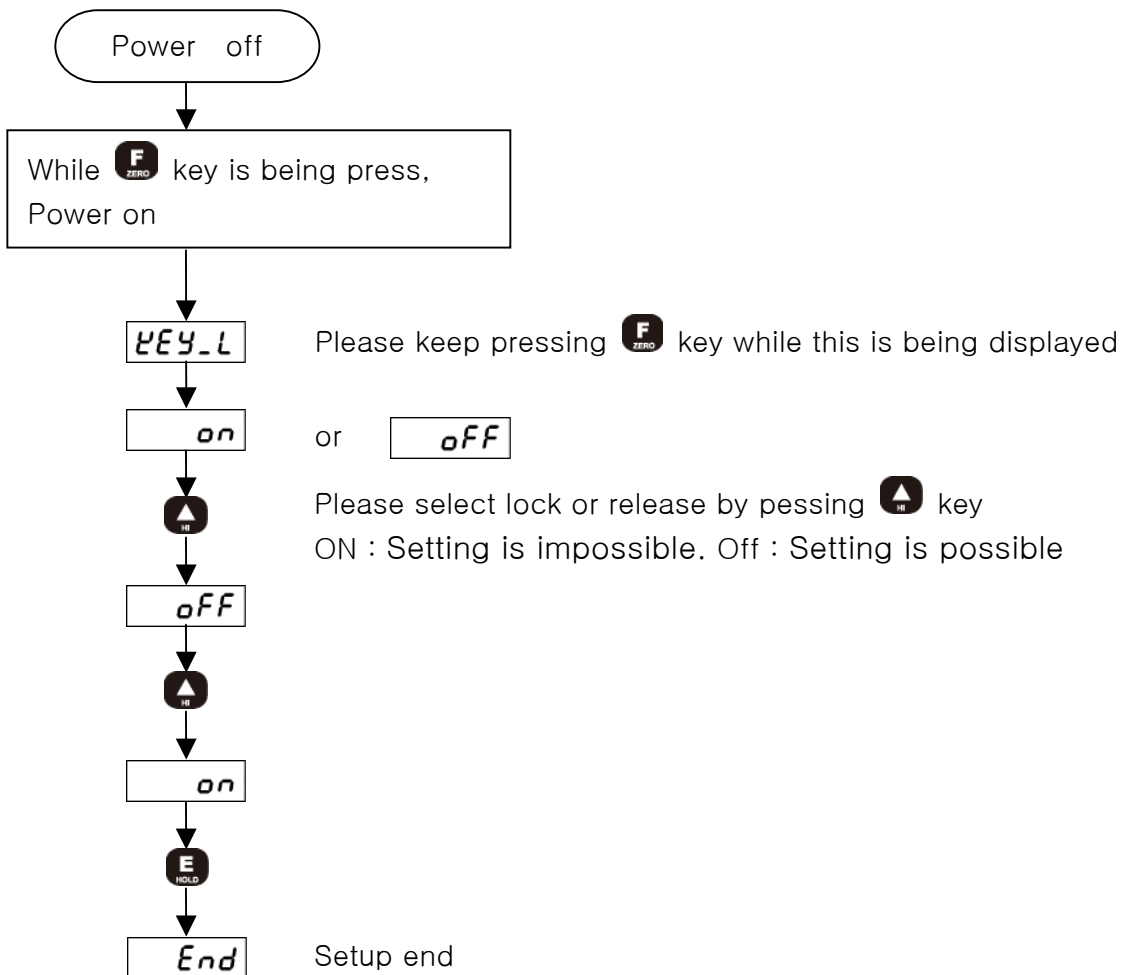 Power off
While F ZERO key is being press,
Power on
KEY_L Please keep pressing F ZERO key while this is being displayed
on or oFF
HI Please select lock or release by pessing HI key
ON : Setting is impossible. Off : Setting is possible
oFF
HI
on
E HOLD
End Setup end